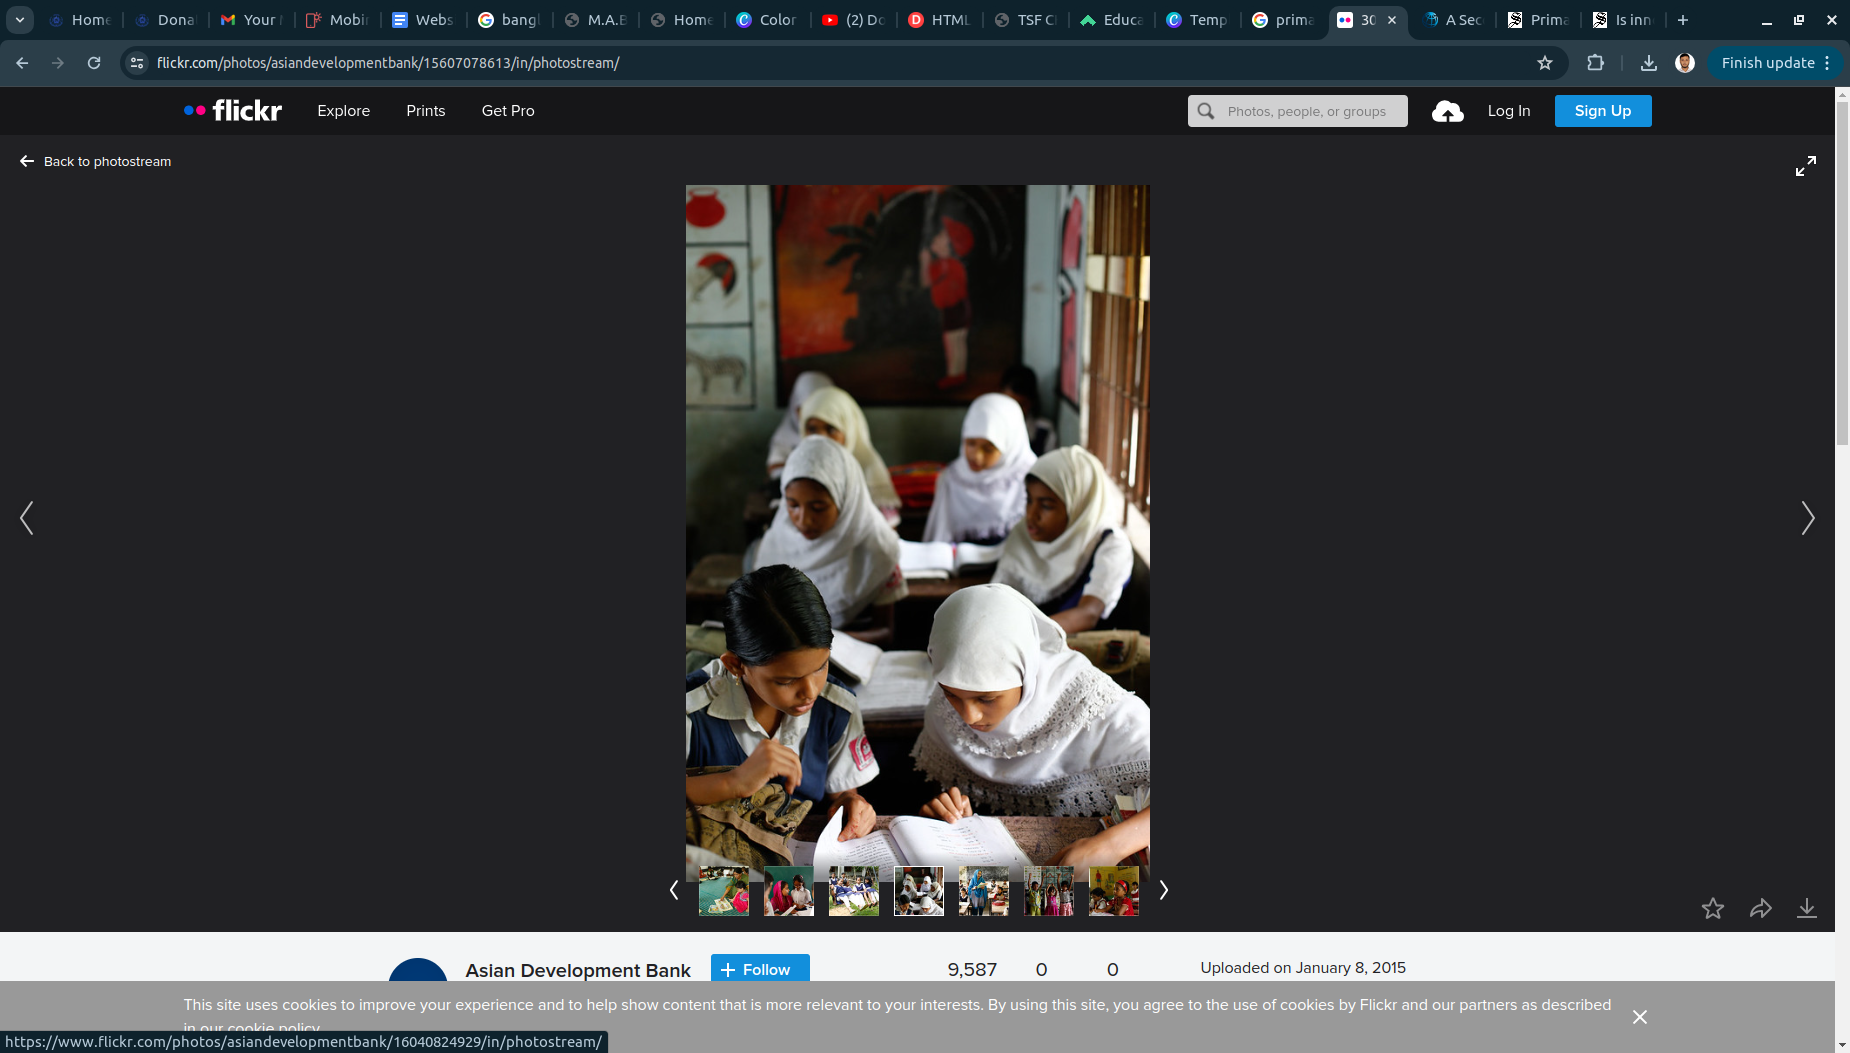 Home
Dona
Your
Mobir
Webs
bangl
M.A.B
Home
Color
(2) Do
HTML
TSF C
Educa
Temp
prima
30
A Sec
Prima
Is inn
flickr.com/photos/asiandevelopmentbank/15607078613/in/photostream/
Finish update
flickr
Explore
Prints
Get Pro
Photos, people, or groups
Log In
Sign Up
Back to photostream
Asian Development Bank
+ Follow
9,587
0
0
Uploaded on January 8, 2015
This site uses cookies to improve your experience and to help show content that is more relevant to your interests. By using this site, you agree to the use of cookies by Flickr and our partners as described
in our cookie policy
https://www.flickr.com/photos/asiandevelopmentbank/16040824929/in/photostream/